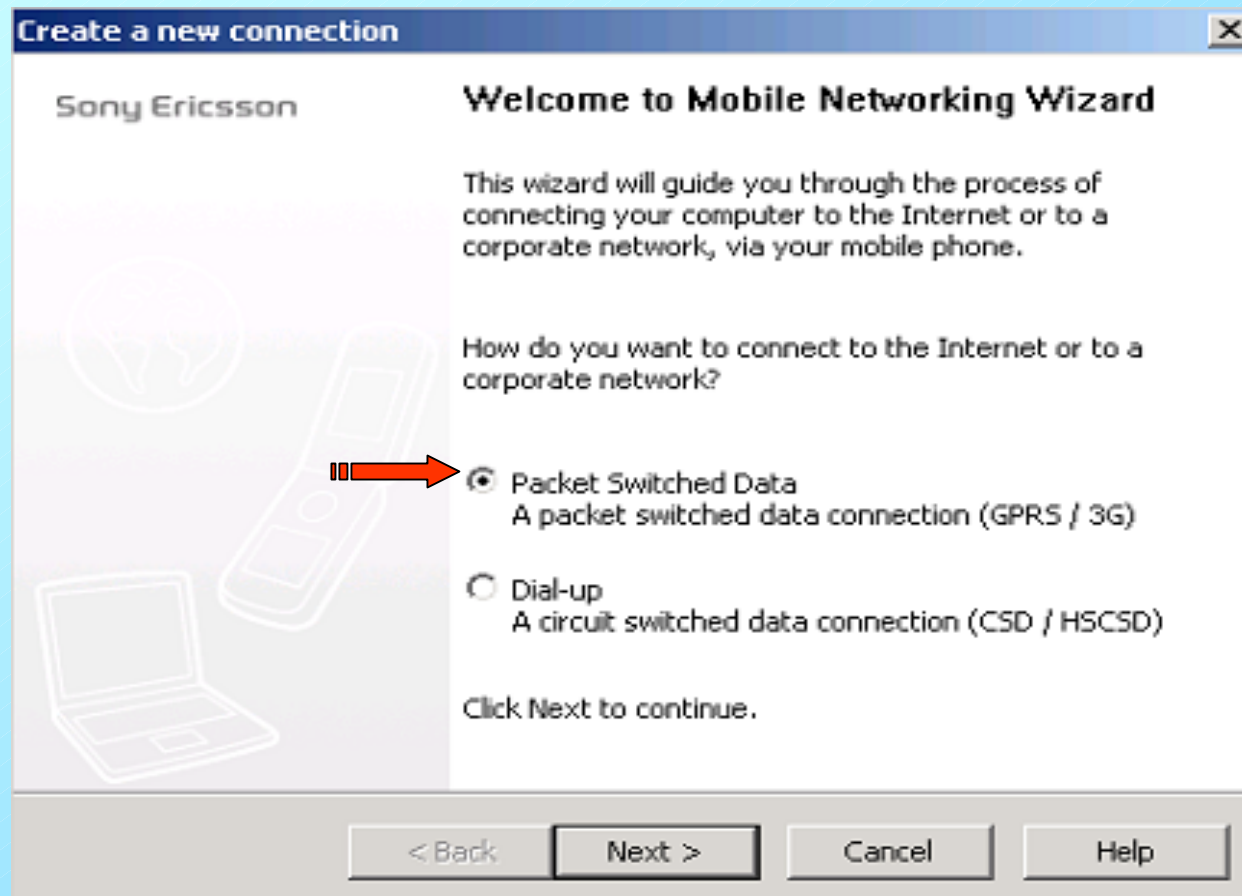 Create a new connection
Sony Ericsson
Welcome to Mobile Networking Wizard
This wizard will guide you through the process of
connecting your computer to the Internet or to a
corporate network, via your mobile phone.
How do you want to connect to the Internet or to a
corporate network?
Packet Switched Data
A packet switched data connection (GPRS / 3G)
Dial-up
A circuit switched data connection (CSD / HSCSD)
Click Next to continue.
< Back Next > Cancel Help